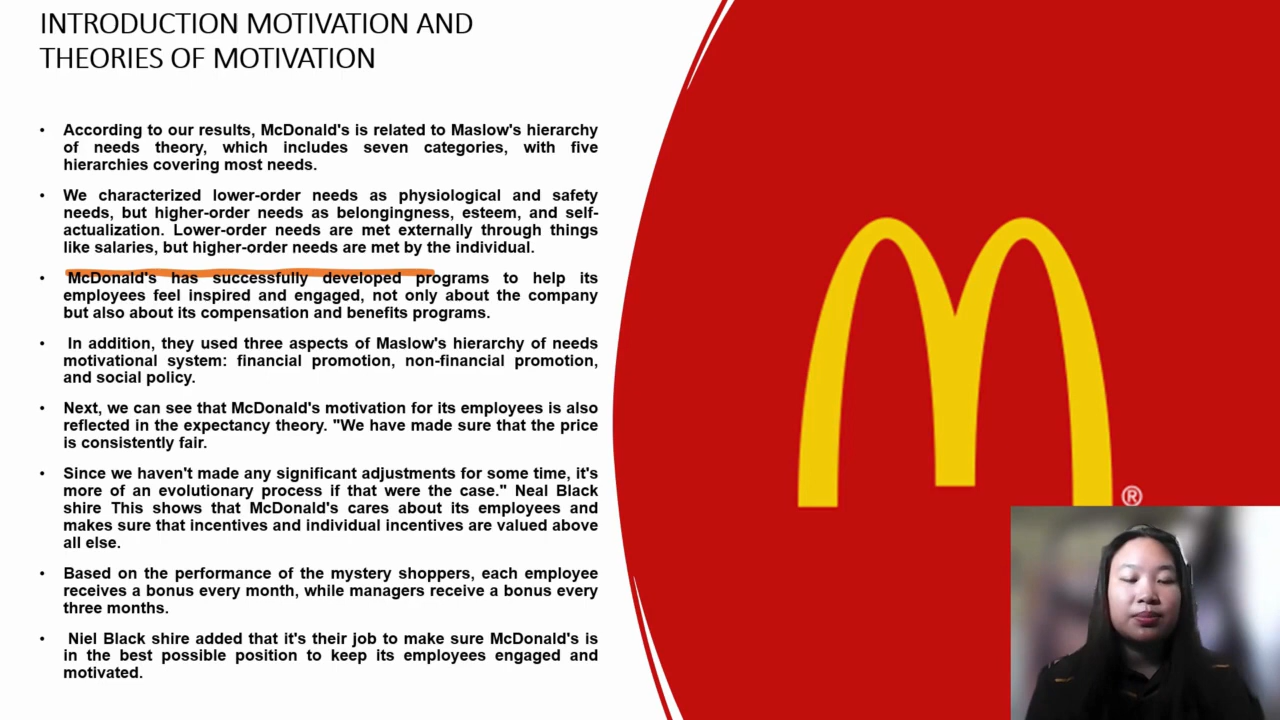 INTRODUCTION MOTIVATION AND
THEORIES OF MOTIVATION
• According to our results, McDonald's is related to Maslow's hierarchy
of needs theory, which includes seven categories, with five
hierarchies covering most needs.
• We characterized lower-order needs as physiological and safety
needs, but higher-order needs as belongingness, esteem, and self-
actualization. Lower-order needs are met externally through things
like salaries, but higher-order needs are met by the individual.
• McDonald's has successfully developed programs to help its
employees feel inspired and engaged, not only about the company
but also about its compensation and benefits programs.
• In addition, they used three aspects of Maslow's hierarchy of needs
motivational system: financial promotion, non-financial promotion,
and social policy.
• Next, we can see that McDonald's motivation for its employees is also
reflected in the expectancy theory. "We have made sure that the price
is consistently fair.
• Since we haven't made any significant adjustments for some time, it's
more of an evolutionary process if that were the case." Neal Black
shire This shows that McDonald's cares about its employees and
makes sure that incentives and individual incentives are valued above
all else.
• Based on the performance of the mystery shoppers, each employee
receives a bonus every month, while managers receive a bonus every
three months.
• Niel Black shire added that it's their job to make sure McDonald's is
in the best possible position to keep its employees engaged and
motivated.
®